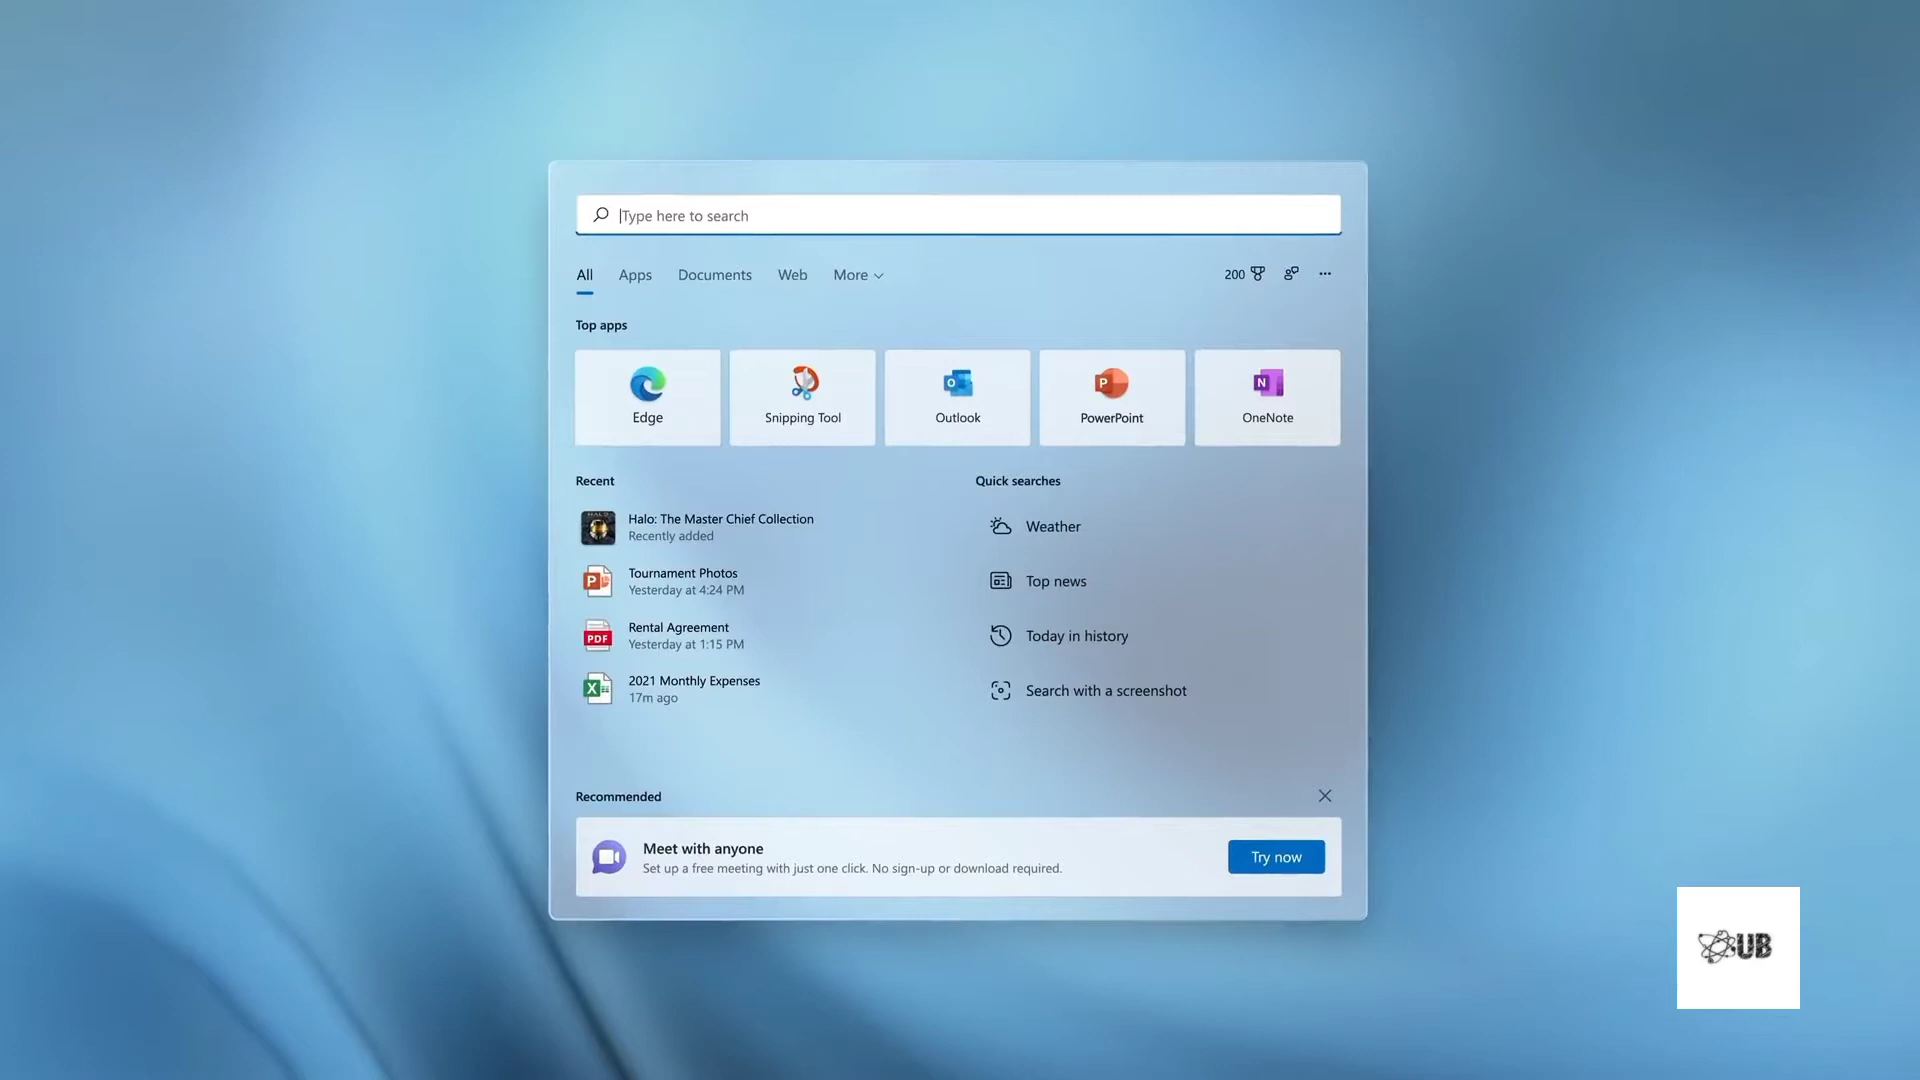 Type here to search
All Apps Documents Web More
200
Top apps
Edge Snipping Tool Outlook PowerPoint OneNote
Recent
Halo: The Master Chief Collection
Recently added
Tournament Photos
Yesterday at 4:24 PM
PDF
Rental Agreement
Yesterday at 1:15 PM
2021 Monthly Expenses
17m ago
Quick searches
Weather
Top news
Today in history
Search with a screenshot
Recommended
Meet with anyone
Set up a free meeting with just one click. No sign-up or download required.
Try now
UB